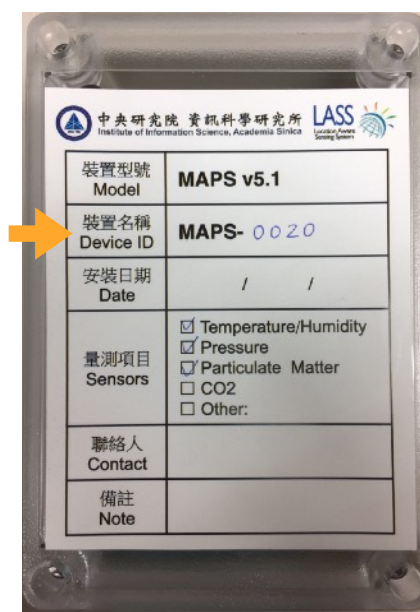 中央研究院 資訊科學研究所
Institute of Information Science, Academia Sinica
LASS
Location Aware
Sensing System
裝置型號
Model
MAPS v5.1
裝置名稱
Device ID
MAPS- 0020
安裝日期
Date
/ /
量測項目
Sensors
☑ Temperature/Humidity
☑ Pressure
☑ Particulate Matter
☐ CO2
☐ Other:
聯絡人
Contact
備註
Note